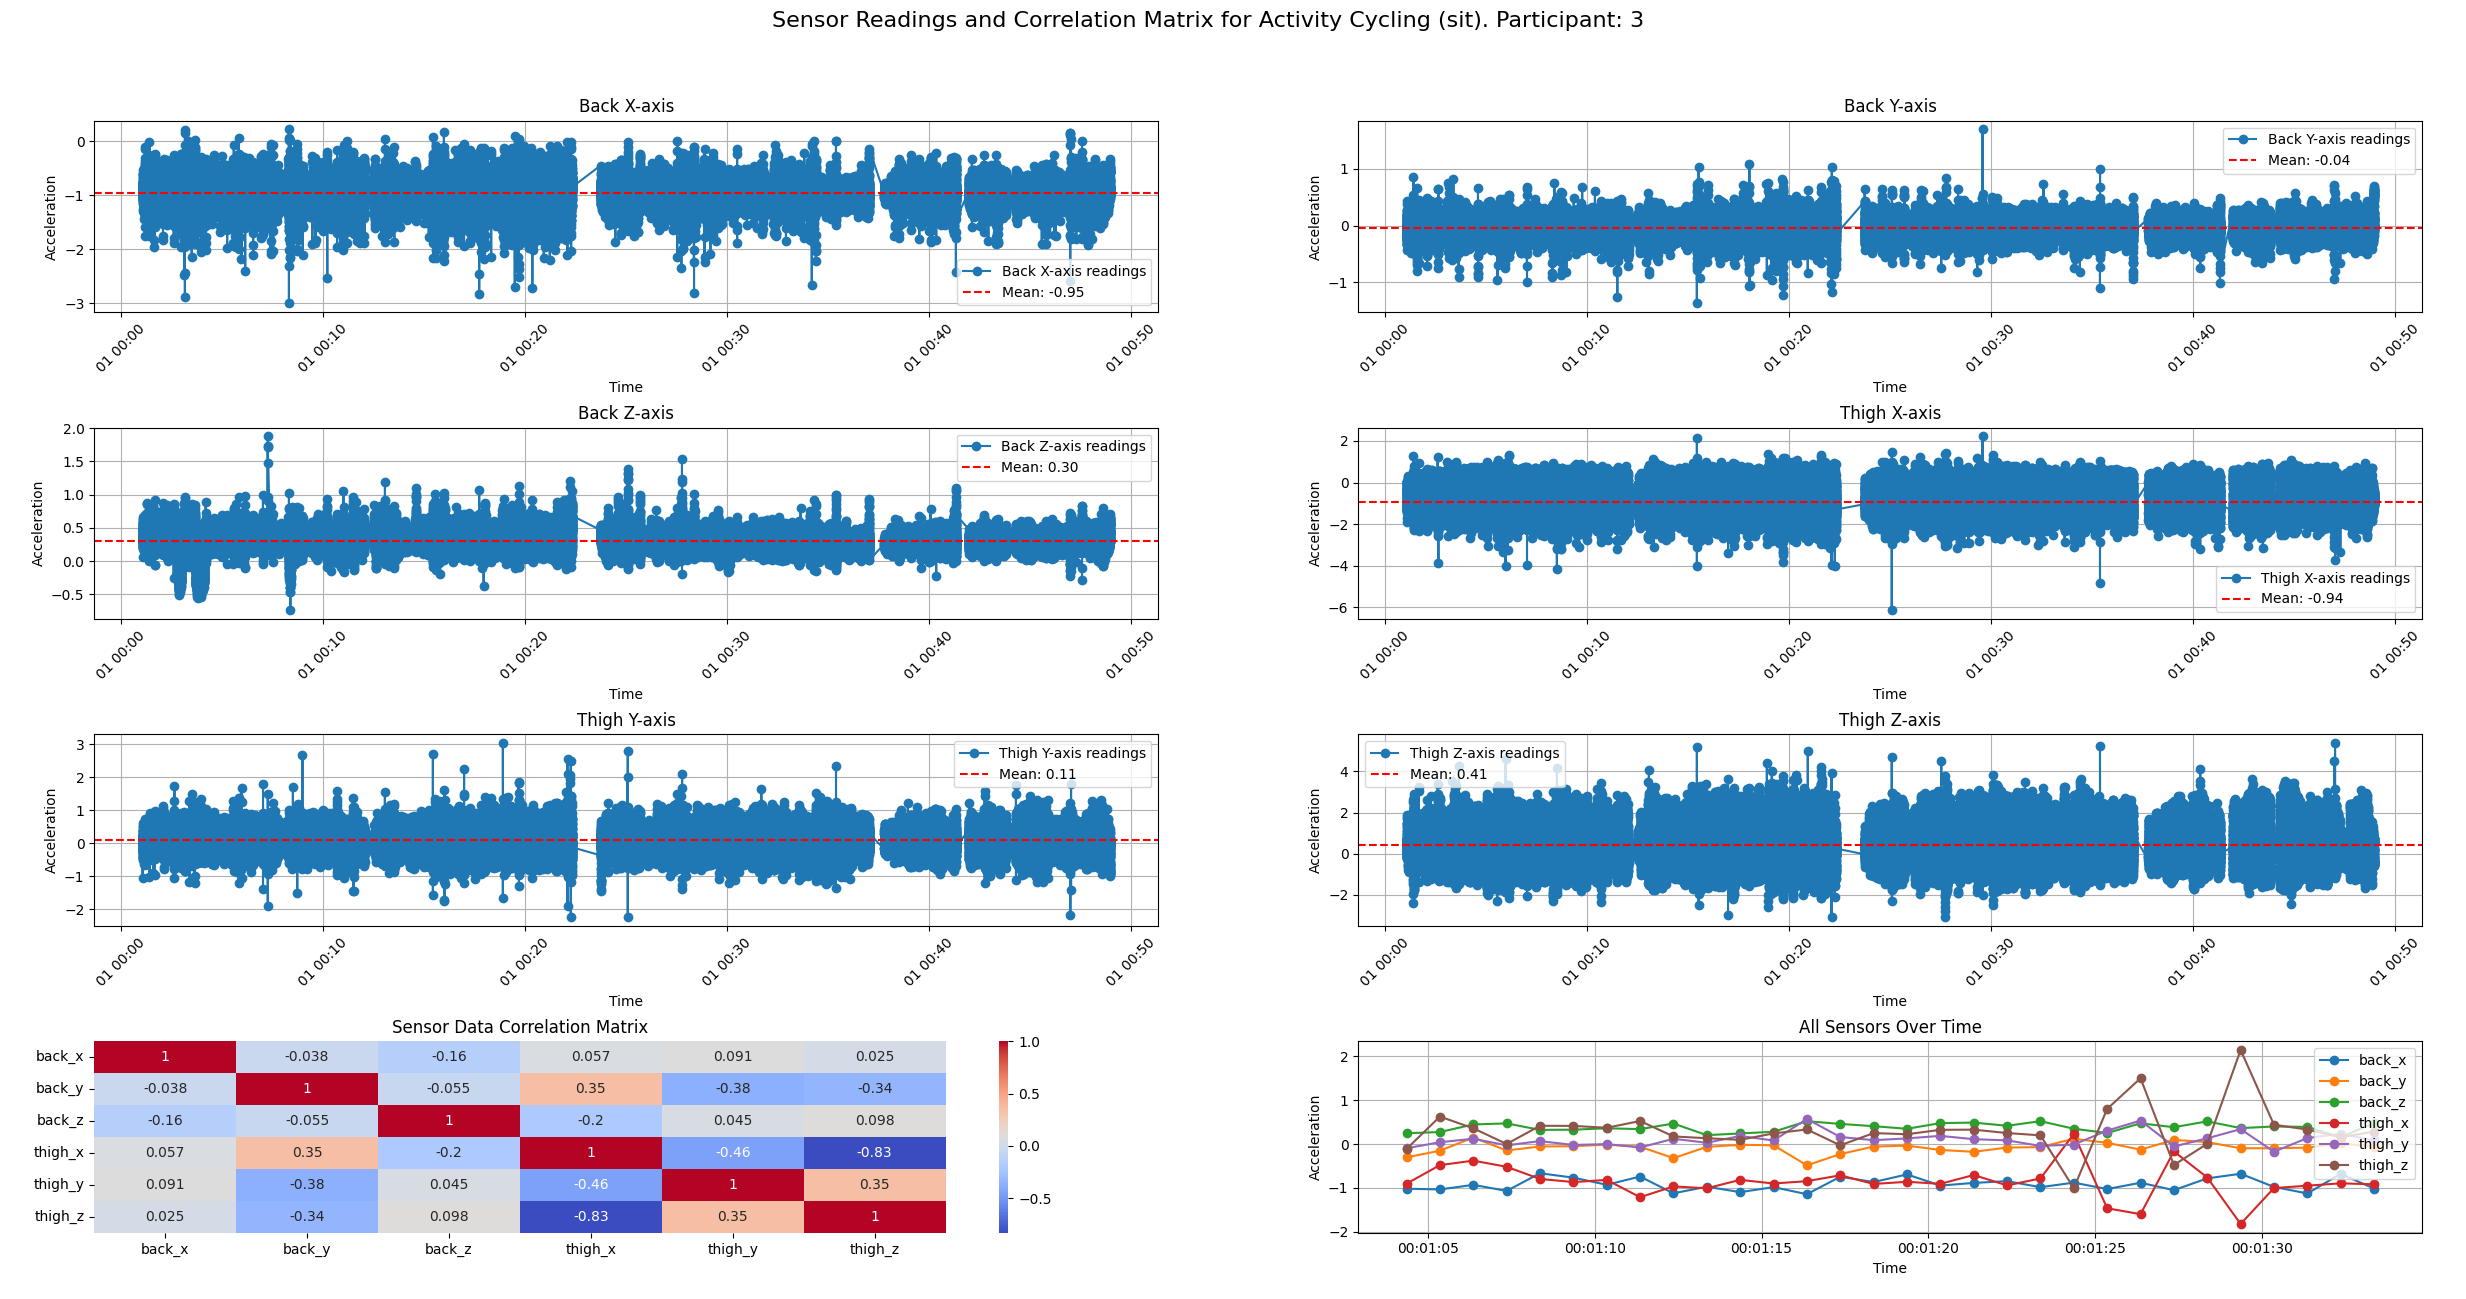 Sensor Readings and Correlation Matrix for Activity Cycling (sit). Participant: 3
Back X-axis
Acceleration
0
−1
−2
−3
Back X-axis readings
Mean: -0.95
01 00:00
01 00:10
01 00:20
01 00:30
01 00:40
01 00:50
Time
Back Y-axis
Acceleration
1
0
−1
Back Y-axis readings
Mean: -0.04
01 00:00
01 00:10
01 00:20
01 00:30
01 00:40
01 00:50
Time
Back Z-axis
Acceleration
2.0
1.5
1.0
0.5
0.0
−0.5
Back Z-axis readings
Mean: 0.30
01 00:00
01 00:10
01 00:20
01 00:30
01 00:40
01 00:50
Time
Thigh X-axis
Acceleration
2
0
−2
−4
−6
Thigh X-axis readings
Mean: -0.94
01 00:00
01 00:10
01 00:20
01 00:30
01 00:40
01 00:50
Time
Thigh Y-axis
Acceleration
3
2
1
0
−1
−2
Thigh Y-axis readings
Mean: 0.11
01 00:00
01 00:10
01 00:20
01 00:30
01 00:40
01 00:50
Time
Thigh Z-axis
Acceleration
4
2
0
−2
Thigh Z-axis readings
Mean: 0.41
01 00:00
01 00:10
01 00:20
01 00:30
01 00:40
01 00:50
Time
Sensor Data Correlation Matrix
back_x 1 -0.038 -0.16 0.057 0.091 0.025
back_y -0.038 1 -0.055 0.35 -0.38 -0.34
back_z -0.16 -0.055 1 -0.2 0.045 0.098
thigh_x 0.057 0.35 -0.2 1 -0.46 -0.83
thigh_y 0.091 -0.38 0.045 -0.46 1 0.35
thigh_z 0.025 -0.34 0.098 -0.83 0.35 1
back_x back_y back_z thigh_x thigh_y thigh_z
1.0
0.5
0.0
−0.5
All Sensors Over Time
Acceleration
2
1
0
−1
−2
back_x
back_y
back_z
thigh_x
thigh_y
thigh_z
00:01:05 00:01:10 00:01:15 00:01:20 00:01:25 00:01:30
Time